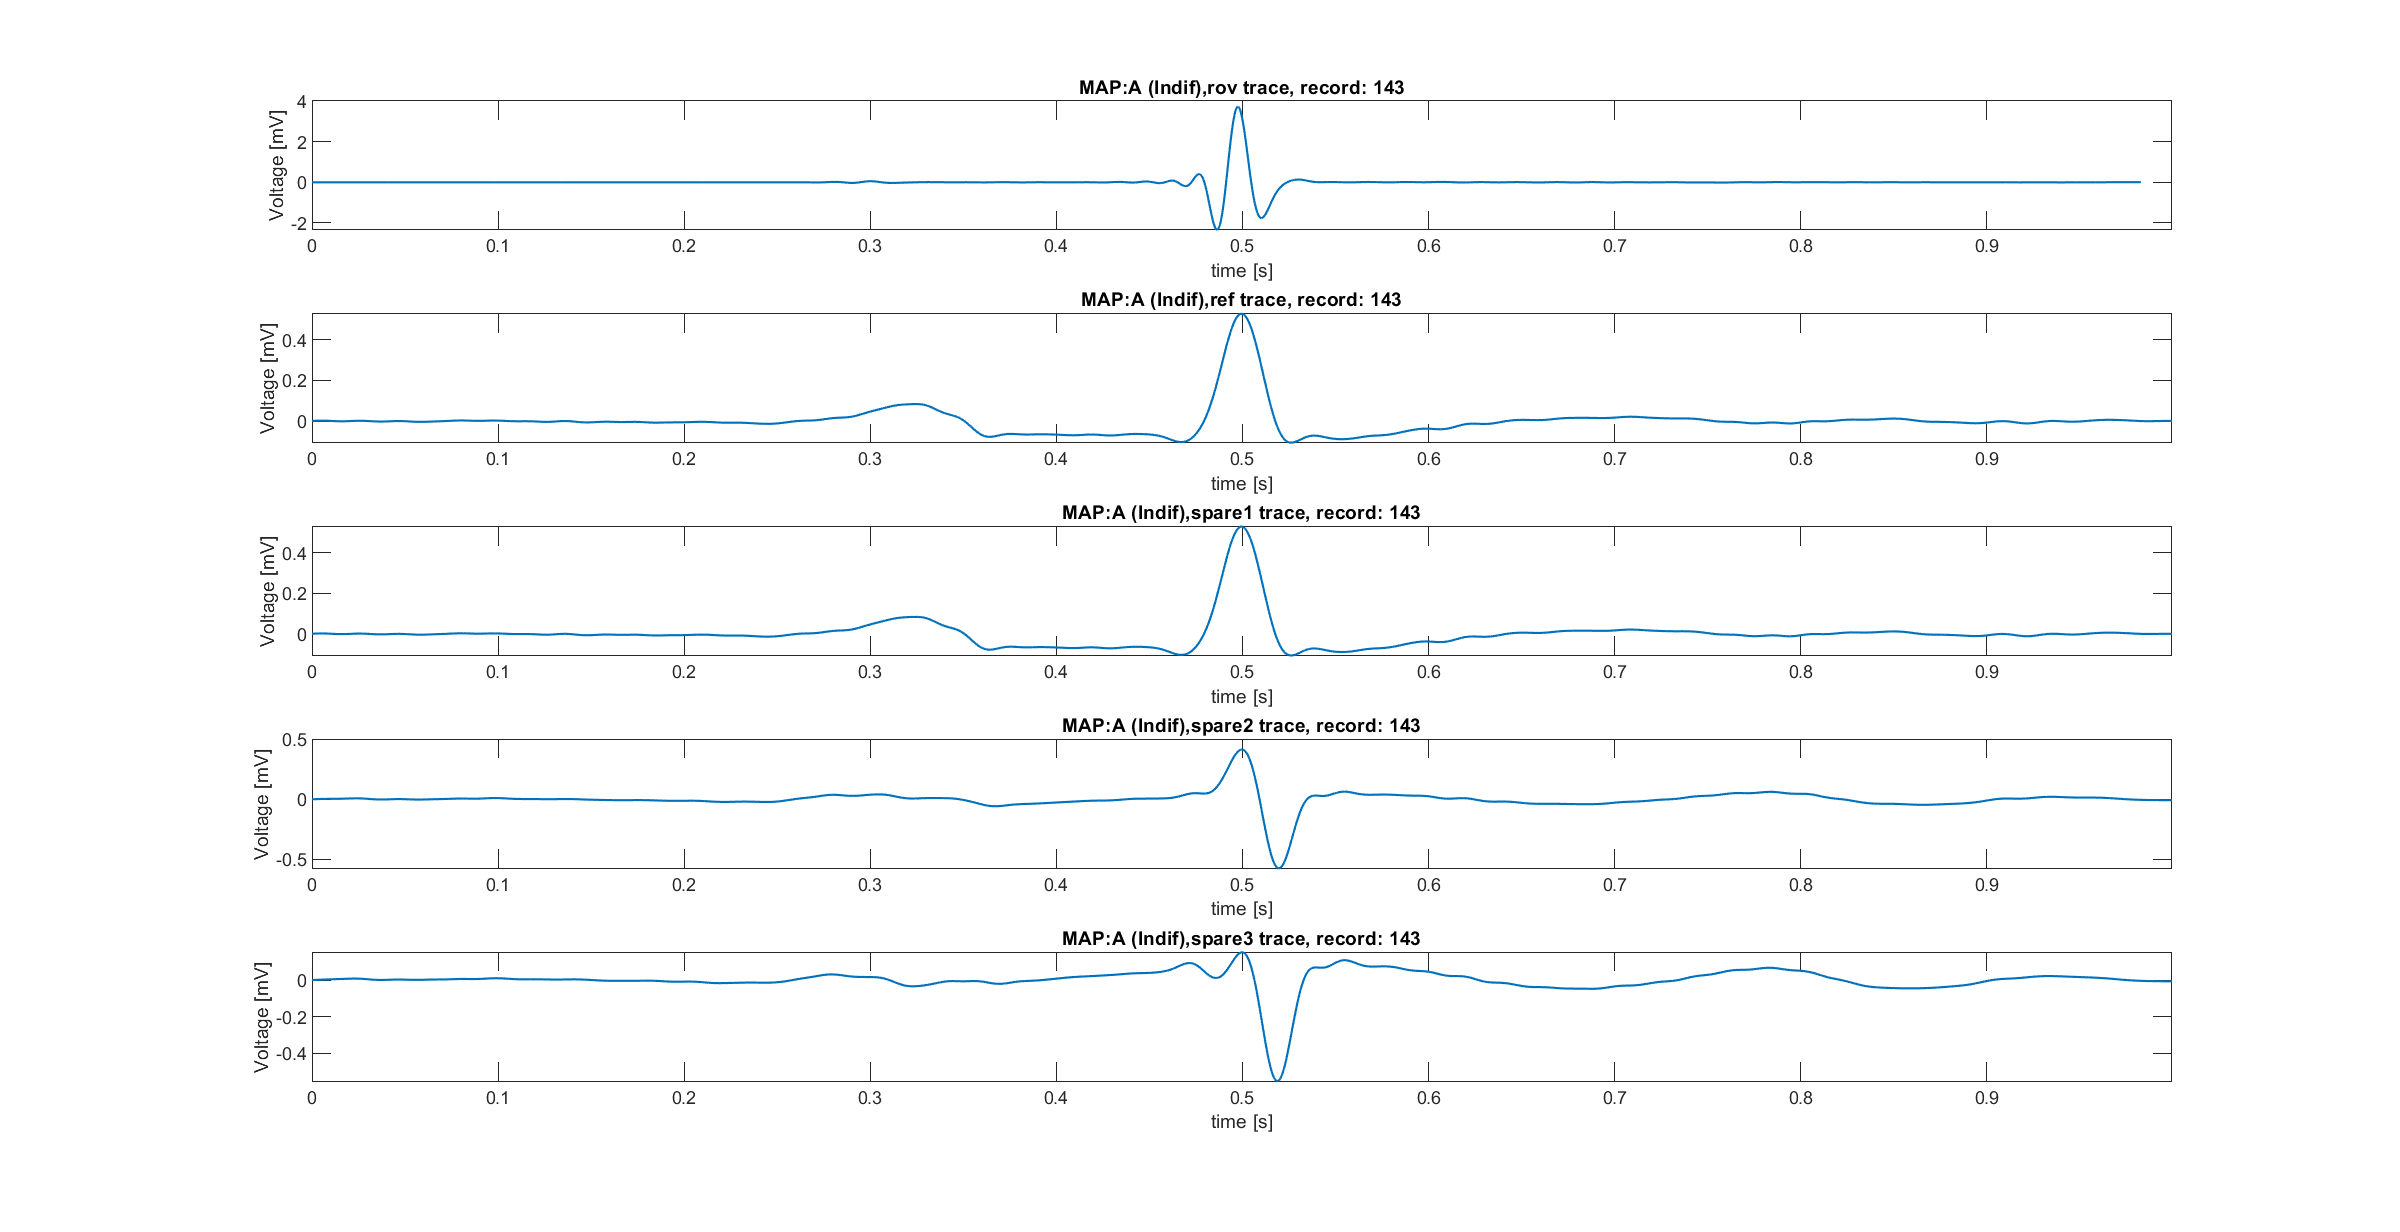 MAP:A (Indif),rov trace, record: 143
Voltage [mV]
4
2
0
-2
0 0.1 0.2 0.3 0.4 0.5 0.6 0.7 0.8 0.9
time [s]
MAP:A (Indif),ref trace, record: 143
Voltage [mV]
0.4
0.2
0
0 0.1 0.2 0.3 0.4 0.5 0.6 0.7 0.8 0.9
time [s]
MAP:A (Indif),spare1 trace, record: 143
Voltage [mV]
0.4
0.2
0
0 0.1 0.2 0.3 0.4 0.5 0.6 0.7 0.8 0.9
time [s]
MAP:A (Indif),spare2 trace, record: 143
Voltage [mV]
0.5
0
-0.5
0 0.1 0.2 0.3 0.4 0.5 0.6 0.7 0.8 0.9
time [s]
MAP:A (Indif),spare3 trace, record: 143
Voltage [mV]
0
-0.2
-0.4
0 0.1 0.2 0.3 0.4 0.5 0.6 0.7 0.8 0.9
time [s]